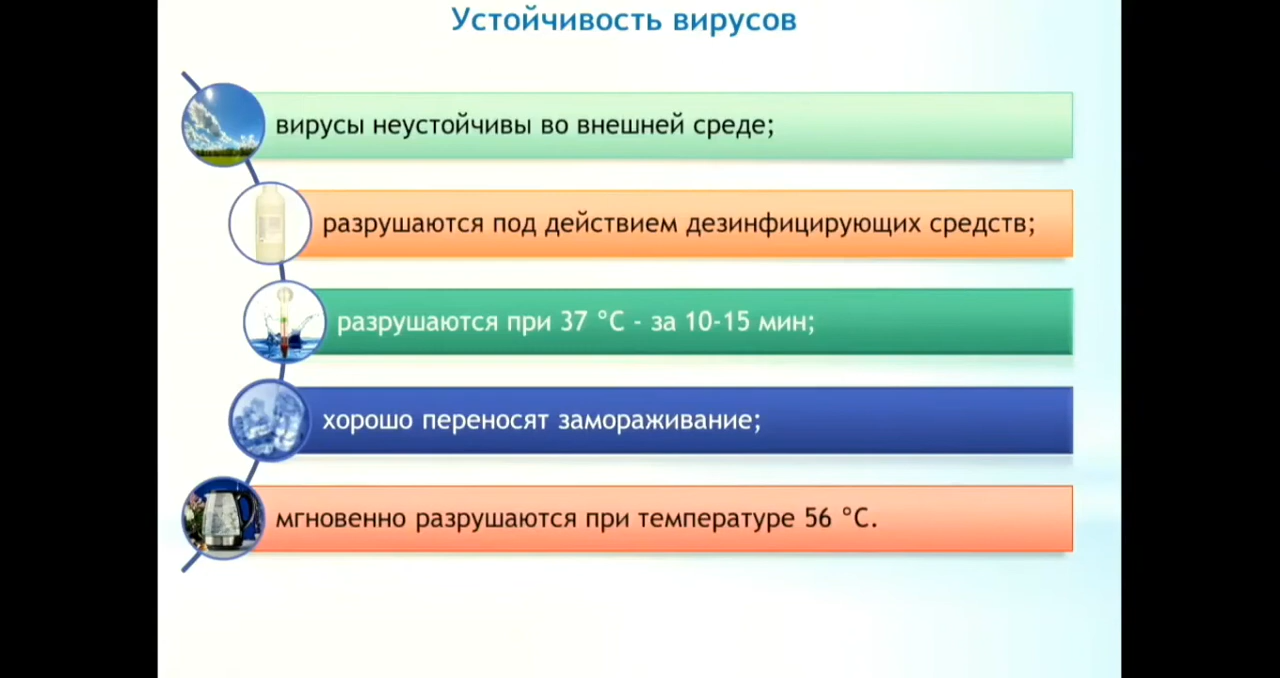 Устойчивость вирусов
вирусы неустойчивы во внешней среде;
разрушаются под действием дезинфицирующих средств;
разрушаются при 37 °С - за 10-15 мин;
хорошо переносят замораживание;
мгновенно разрушаются при температуре 56 °С.